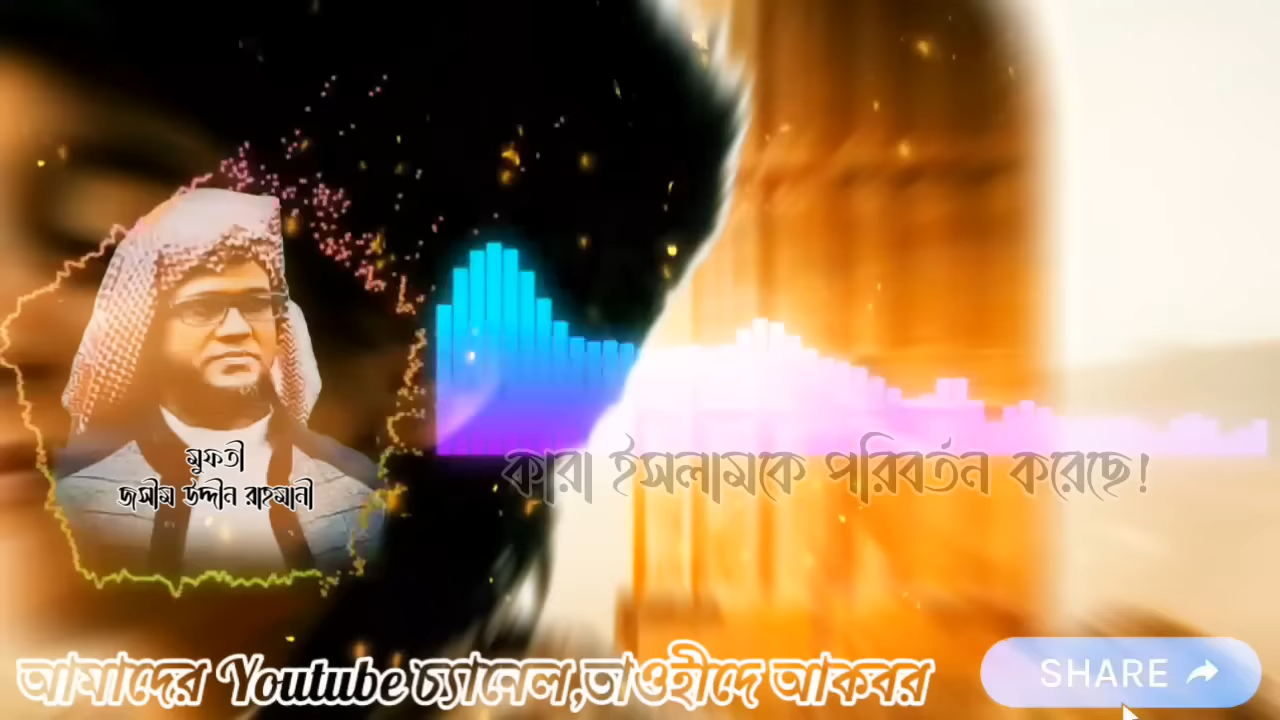 মুফতী
জসীম উদ্দীন রাহমানী
কারা ইসলামকে পরিবর্তন করেছে!
আমাদের Youtube চ্যানেল,তাওহীদে আকবর
SHARE